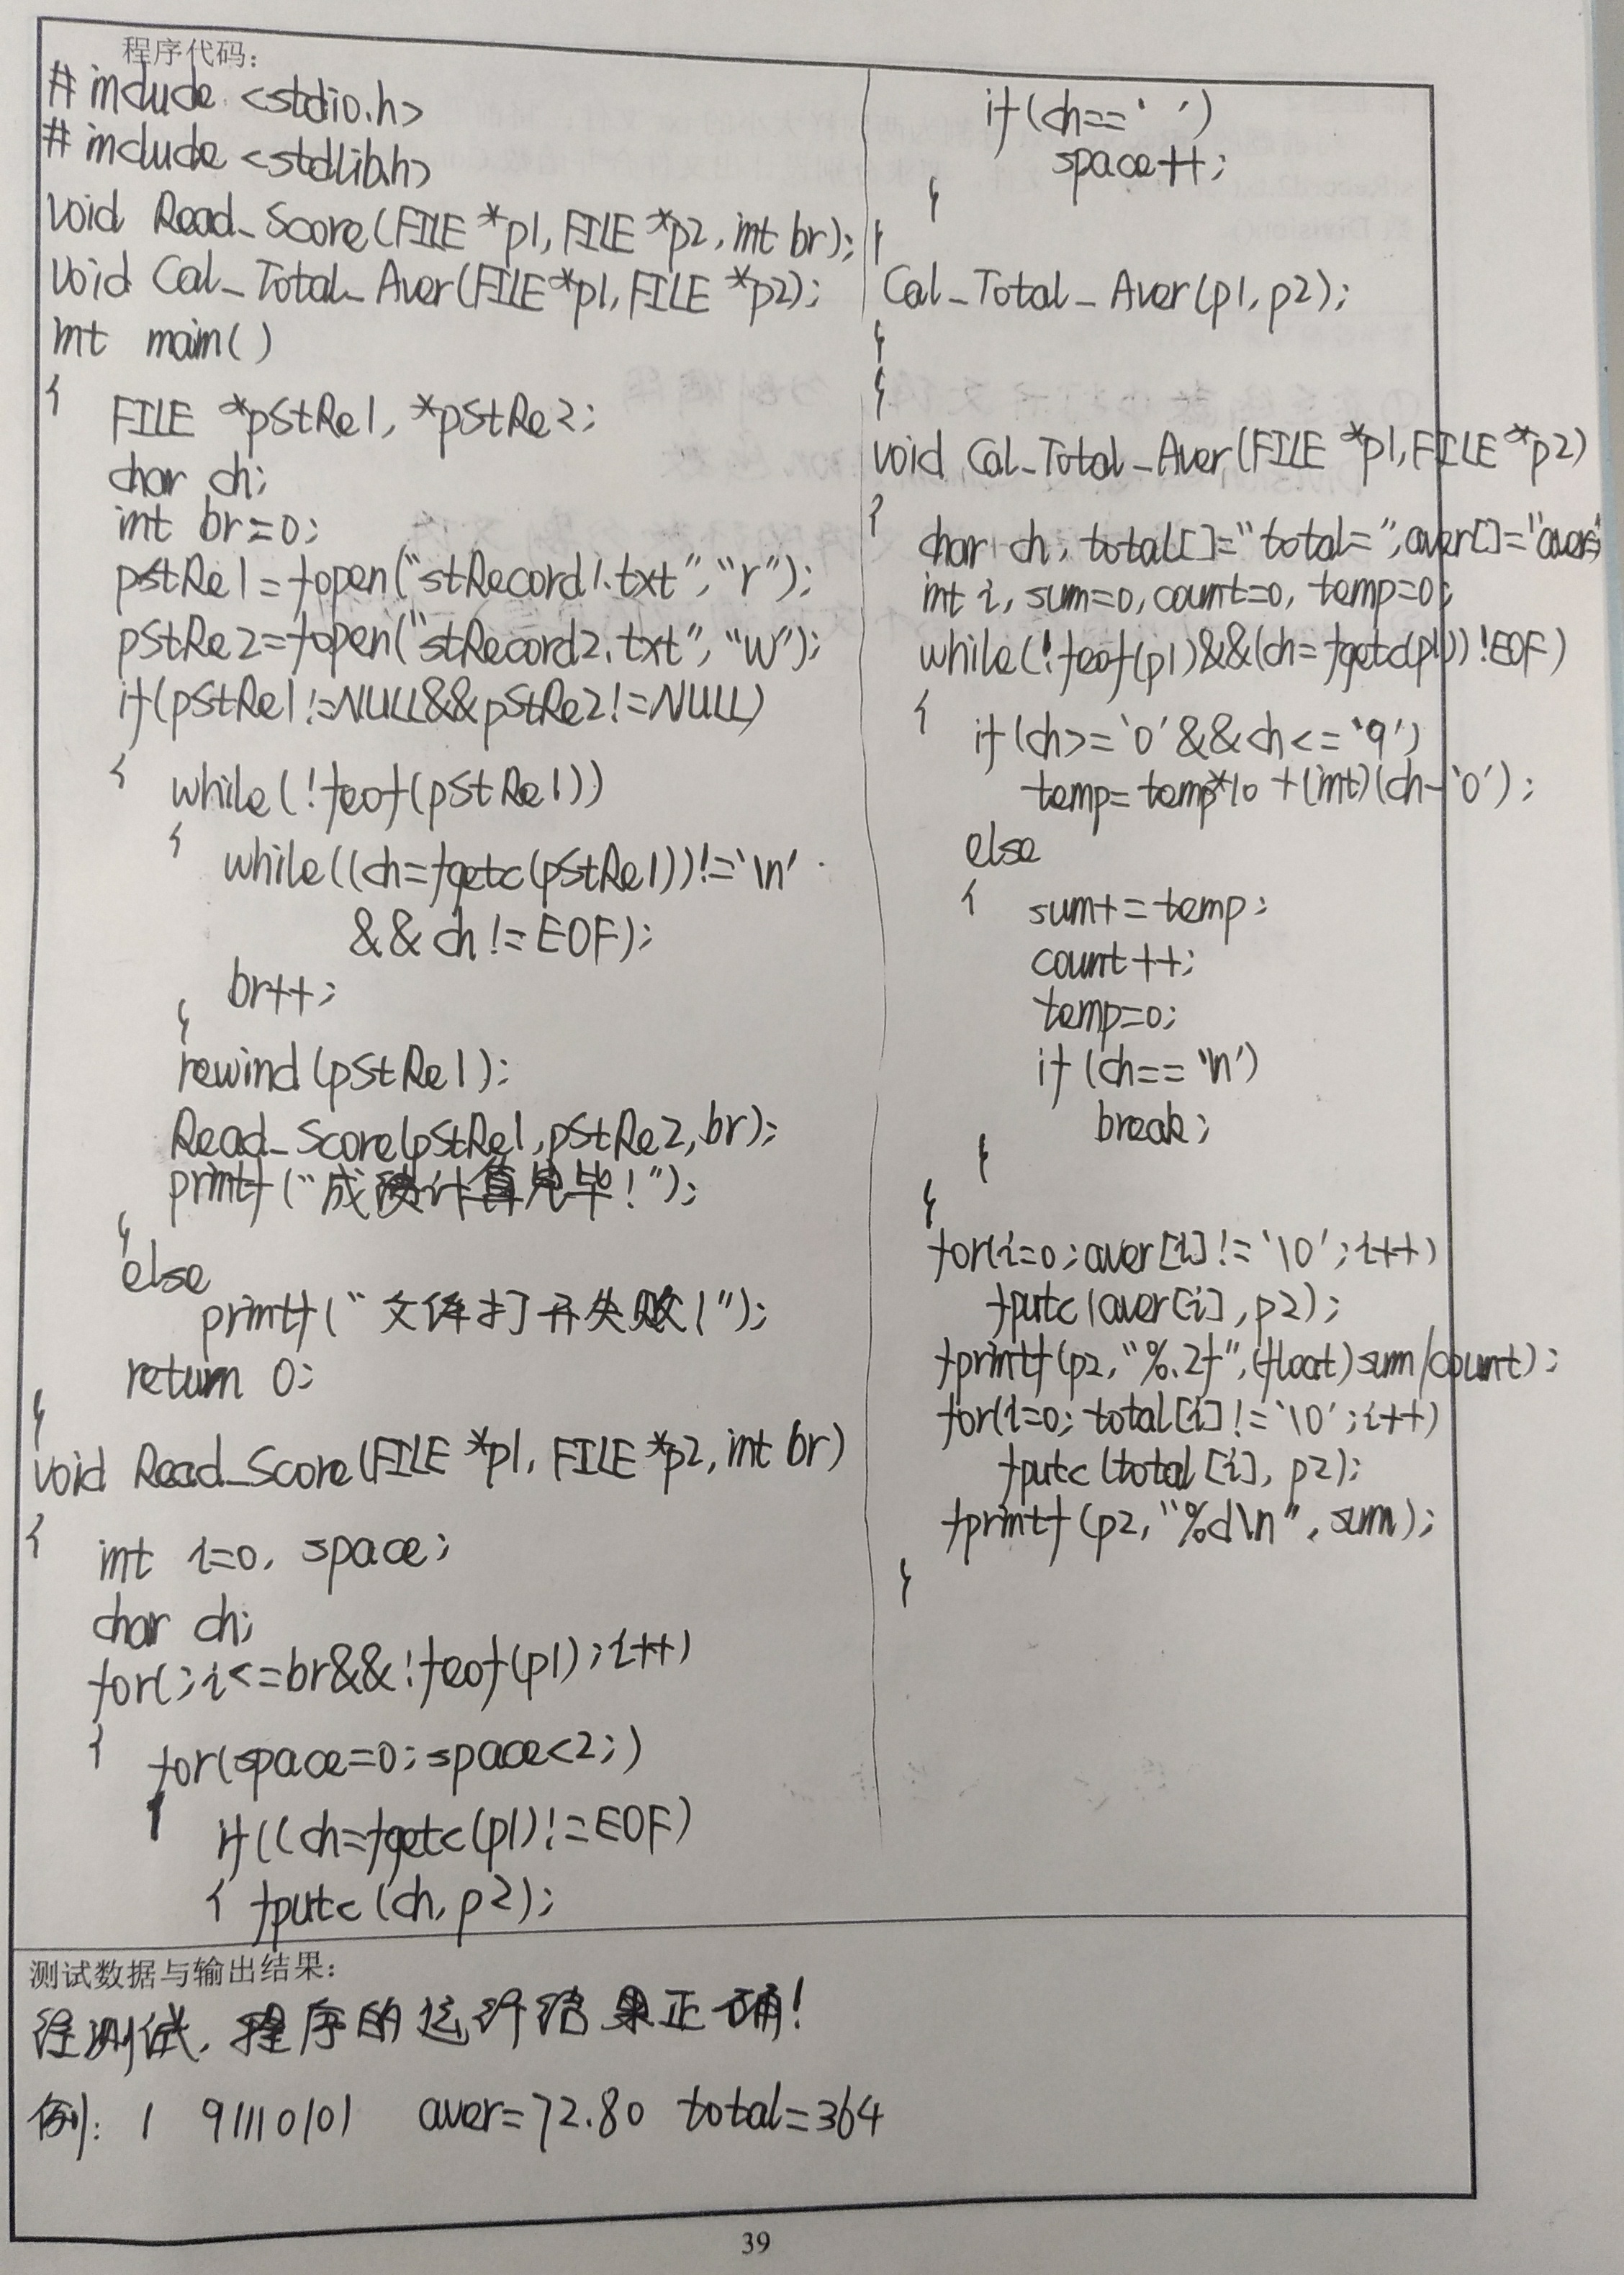 程序代码:
#include <stdio.h>
#include <stdlib.h>
void Read_Score(FILE *p1, FILE *p2, int br);
void Cal_Total_Aver(FILE *p1, FILE *p2);
int main()
{
FILE *pStRe1, *pStRe2;
char ch;
int br=0;
pStRe1=fopen("stRecord1.txt","r");
pStRe2=fopen("stRecord2.txt","w");
if(pStRe1!=NULL&&pStRe2!=NULL)
{ while(!feof(pStRe1))
{ while((ch=fgetc(pStRe1))!='\n'
&&ch!=EOF);
br++;
}
rewind(pStRe1);
Read_Score(pStRe1,pStRe2,br);
printf("成绩计算完毕!");
}
else
printf("文件打开失败!");
return 0;
}
void Read_Score(FILE *p1, FILE *p2, int br)
{ int i=0, space;
char ch;
for(;i<=br&&!feof(p1);i++)
{ for(space=0;space<2;)
{ if((ch=fgetc(p1)!=EOF)
{ fputc(ch,p2);
if(ch==' ')
space++;
}
}
Cal_Total_Aver(p1,p2);
}
}
void Cal_Total_Aver(FILE *p1,FILE *p2)
{ char ch, total[]="total=",aver[]="aver=
int i, sum=0,count=0, temp=0;
while(!feof(p1)&&(ch=fgetc(p1))!EOF)
{ if(ch>='0'&&ch<='9')
temp=temp*10+(int)(ch-'0');
else
{ sum+=temp;
count++;
temp=0;
if(ch=='\n')
break;
}
}
for(i=0;aver[i]!='\0';i++)
fputc(aver[i],p2);
fprintf(p2,"%.2f",(float)sum/count);
for(i=0;total[i]!='\0';i++)
fputc(total[i],p2);
fprintf(p2,"%d\n",sum);
}
测试数据与输出结果:
经测试,程序的运行结果正确!
例: 1 91110101 aver=72.80 total=364
39